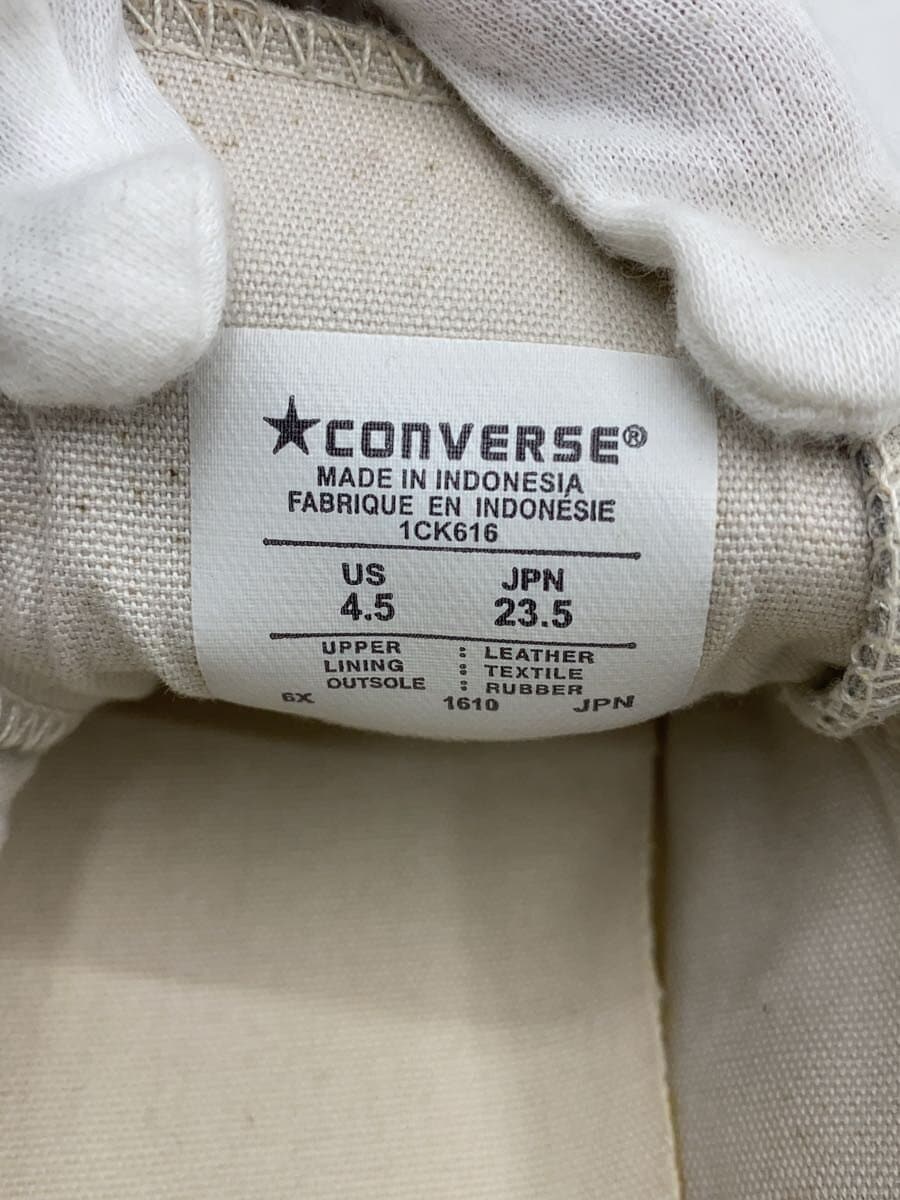 ★CONVERSE®
MADE IN INDONESIA
FABRIQUE EN INDONÉSIE
1CK616
US JPN
4.5 23.5
UPPER : LEATHER
LINING : TEXTILE
OUTSOLE : RUBBER
6X 1610 JPN